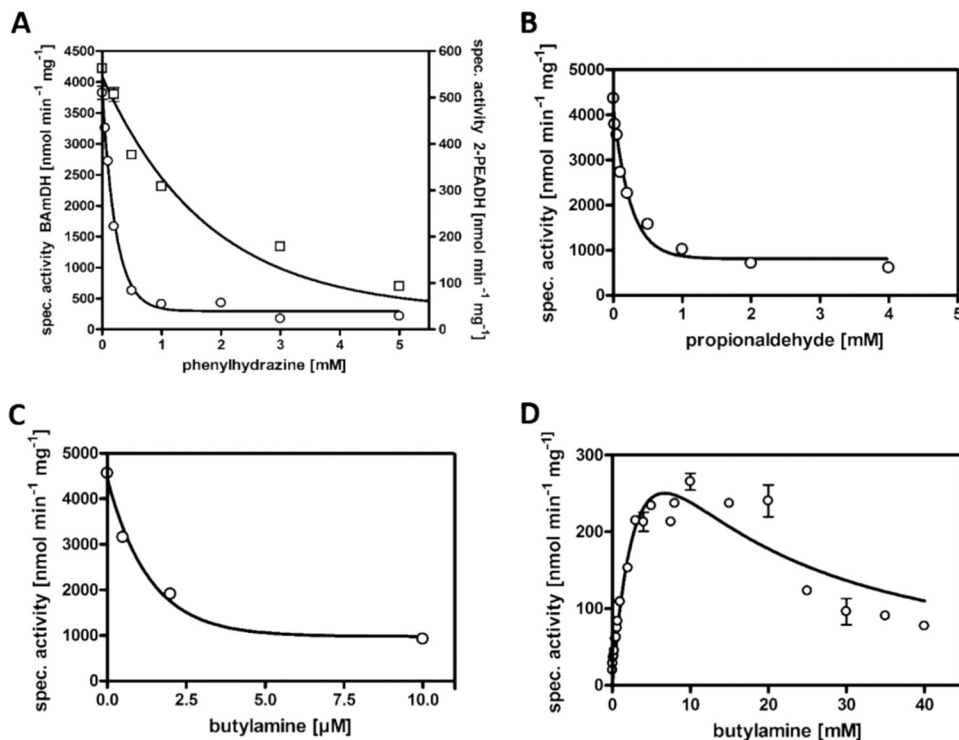 A
spec. activity BAmDH [nmol min⁻¹ mg⁻¹]
4500
4000
3500
3000
2500
2000
1500
1000
500
0
600
500
400
300
200
100
0
spec. activity 2-PEADH [nmol min⁻¹ mg⁻¹]
0 1 2 3 4 5
phenylhydrazine [mM]
B
spec. activity [nmol min⁻¹ mg⁻¹]
5000
4000
3000
2000
1000
0
0 1 2 3 4 5
propionaldehyde [mM]
C
spec. activity [nmol min⁻¹ mg⁻¹]
5000
4000
3000
2000
1000
0
0.0 2.5 5.0 7.5 10.0
butylamine [µM]
D
spec. activity [nmol min⁻¹ mg⁻¹]
300
200
100
0
0 10 20 30 40
butylamine [mM]